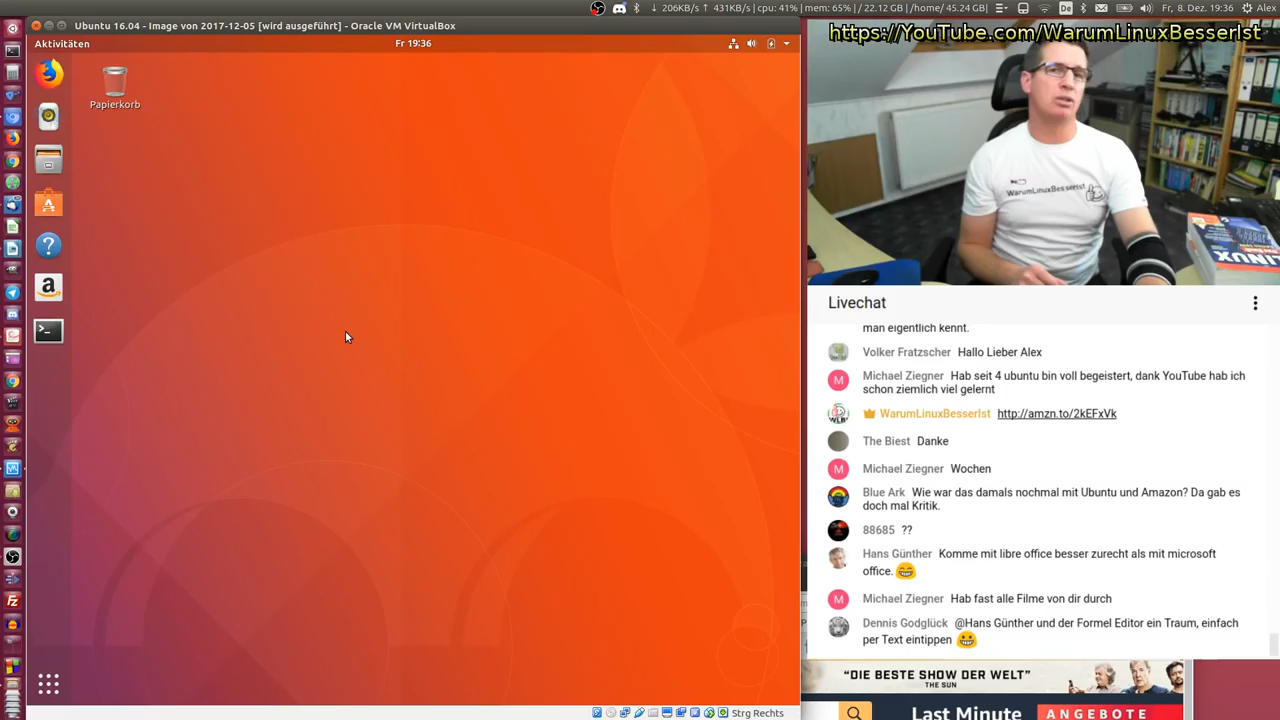 206KB/s 431KB/s cpu: 41% mem: 65% // 22.12 GB /home/ 45.24 GB De Fr, 8. Dez. 19:36 Alex
Ubuntu 16.04 - Image von 2017-12-05 [wird ausgeführt] - Oracle VM VirtualBox
https://YouTube.com/WarumLinuxBesserIst
Aktivitäten
Fr 19:36
Papierkorb
WarumLinuxBesserIst
LINUX
Livechat
man eigentlich kennt.
Volker Fratzscher Hallo Lieber Alex
Michael Ziegner Hab seit 4 ubuntu bin voll begeistert, dank YouTube hab ich
schon ziemlich viel gelernt
WarumLinuxBesserIst http://amzn.to/2kEFxVk
The Biest Danke
Michael Ziegner Wochen
Blue Ark Wie war das damals nochmal mit Ubuntu und Amazon? Da gab es
doch mal Kritik.
88685 ??
Hans Günther Komme mit libre office besser zurecht als mit microsoft
office. 😁
Michael Ziegner Hab fast alle Filme von dir durch
Dennis Godglück @Hans Günther und der Formel Editor ein Traum, einfach
per Text eintippen 😀
“DIE BESTE SHOW DER WELT”
THE SUN
Last Minute ANGEBOTE
Strg Rechts